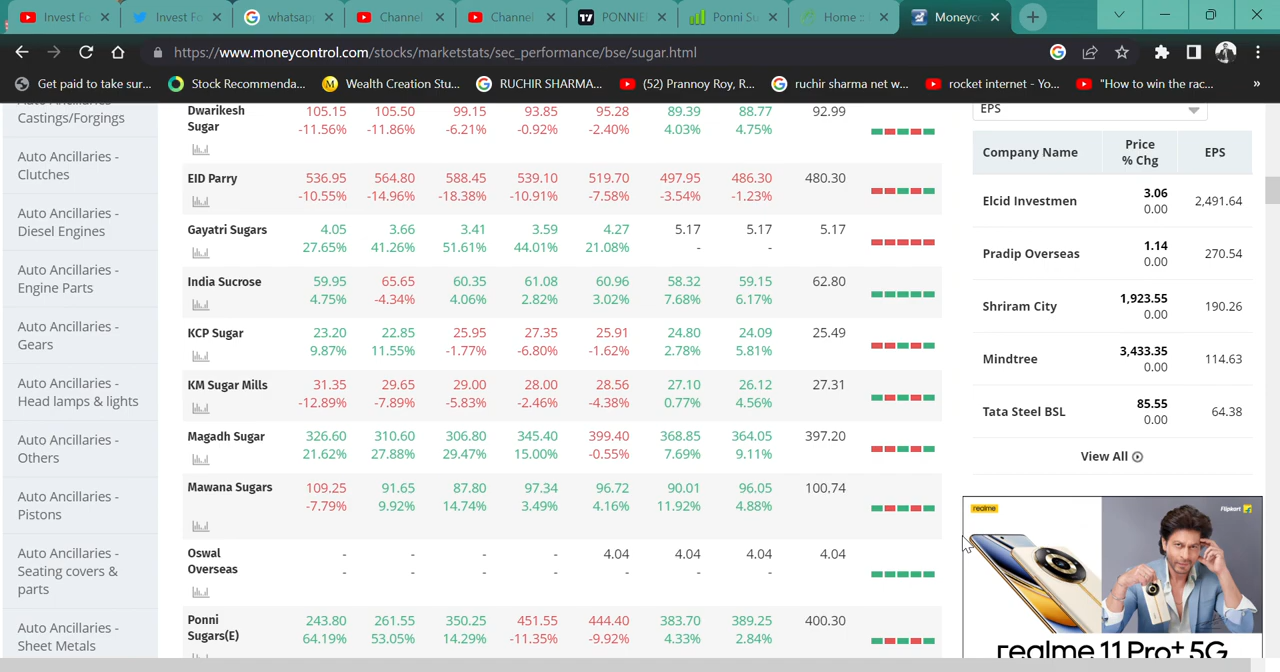 Invest Fo
Invest Fo
whatsap
Channel
Channel
PONNIE
Ponni Su
Home ::
Moneyc
https://www.moneycontrol.com/stocks/marketstats/sec_performance/bse/sugar.html
Get paid to take sur...
Stock Recommenda...
Wealth Creation Stu...
RUCHIR SHARMA...
(52) Prannoy Roy, R...
ruchir sharma net w...
rocket internet - Yo...
"How to win the rac...
»
Castings/Forgings
Auto Ancillaries -
Clutches
Auto Ancillaries -
Diesel Engines
Auto Ancillaries -
Engine Parts
Auto Ancillaries -
Gears
Auto Ancillaries -
Head lamps & lights
Auto Ancillaries -
Others
Auto Ancillaries -
Pistons
Auto Ancillaries -
Seating covers &
parts
Auto Ancillaries -
Sheet Metals
Dwarikesh 105.15 105.50 99.15 93.85 95.28 89.39 88.77 92.99
Sugar -11.56% -11.86% -6.21% -0.92% -2.40% 4.03% 4.75%
EID Parry 536.95 564.80 588.45 539.10 519.70 497.95 486.30 480.30
-10.55% -14.96% -18.38% -10.91% -7.58% -3.54% -1.23%
Gayatri Sugars 4.05 3.66 3.41 3.59 4.27 5.17 5.17 5.17
27.65% 41.26% 51.61% 44.01% 21.08% - -
India Sucrose 59.95 65.65 60.35 61.08 60.96 58.32 59.15 62.80
4.75% -4.34% 4.06% 2.82% 3.02% 7.68% 6.17%
KCP Sugar 23.20 22.85 25.95 27.35 25.91 24.80 24.09 25.49
9.87% 11.55% -1.77% -6.80% -1.62% 2.78% 5.81%
KM Sugar Mills 31.35 29.65 29.00 28.00 28.56 27.10 26.12 27.31
-12.89% -7.89% -5.83% -2.46% -4.38% 0.77% 4.56%
Magadh Sugar 326.60 310.60 306.80 345.40 399.40 368.85 364.05 397.20
21.62% 27.88% 29.47% 15.00% -0.55% 7.69% 9.11%
Mawana Sugars 109.25 91.65 87.80 97.34 96.72 90.01 96.05 100.74
-7.79% 9.92% 14.74% 3.49% 4.16% 11.92% 4.88%
Oswal - - - - 4.04 4.04 4.04 4.04
Overseas - - - - - - -
Ponni 243.80 261.55 350.25 451.55 444.40 383.70 389.25 400.30
Sugars(E) 64.19% 53.05% 14.29% -11.35% -9.92% 4.33% 2.84%
EPS
Company Name Price % Chg EPS
Elcid Investmen 3.06 2,491.64
0.00
Pradip Overseas 1.14 270.54
0.00
Shriram City 1,923.55 190.26
0.00
Mindtree 3,433.35 114.63
0.00
Tata Steel BSL 85.55 64.38
0.00
View All
realme
Flipkart
realme 11 Pro+ 5G